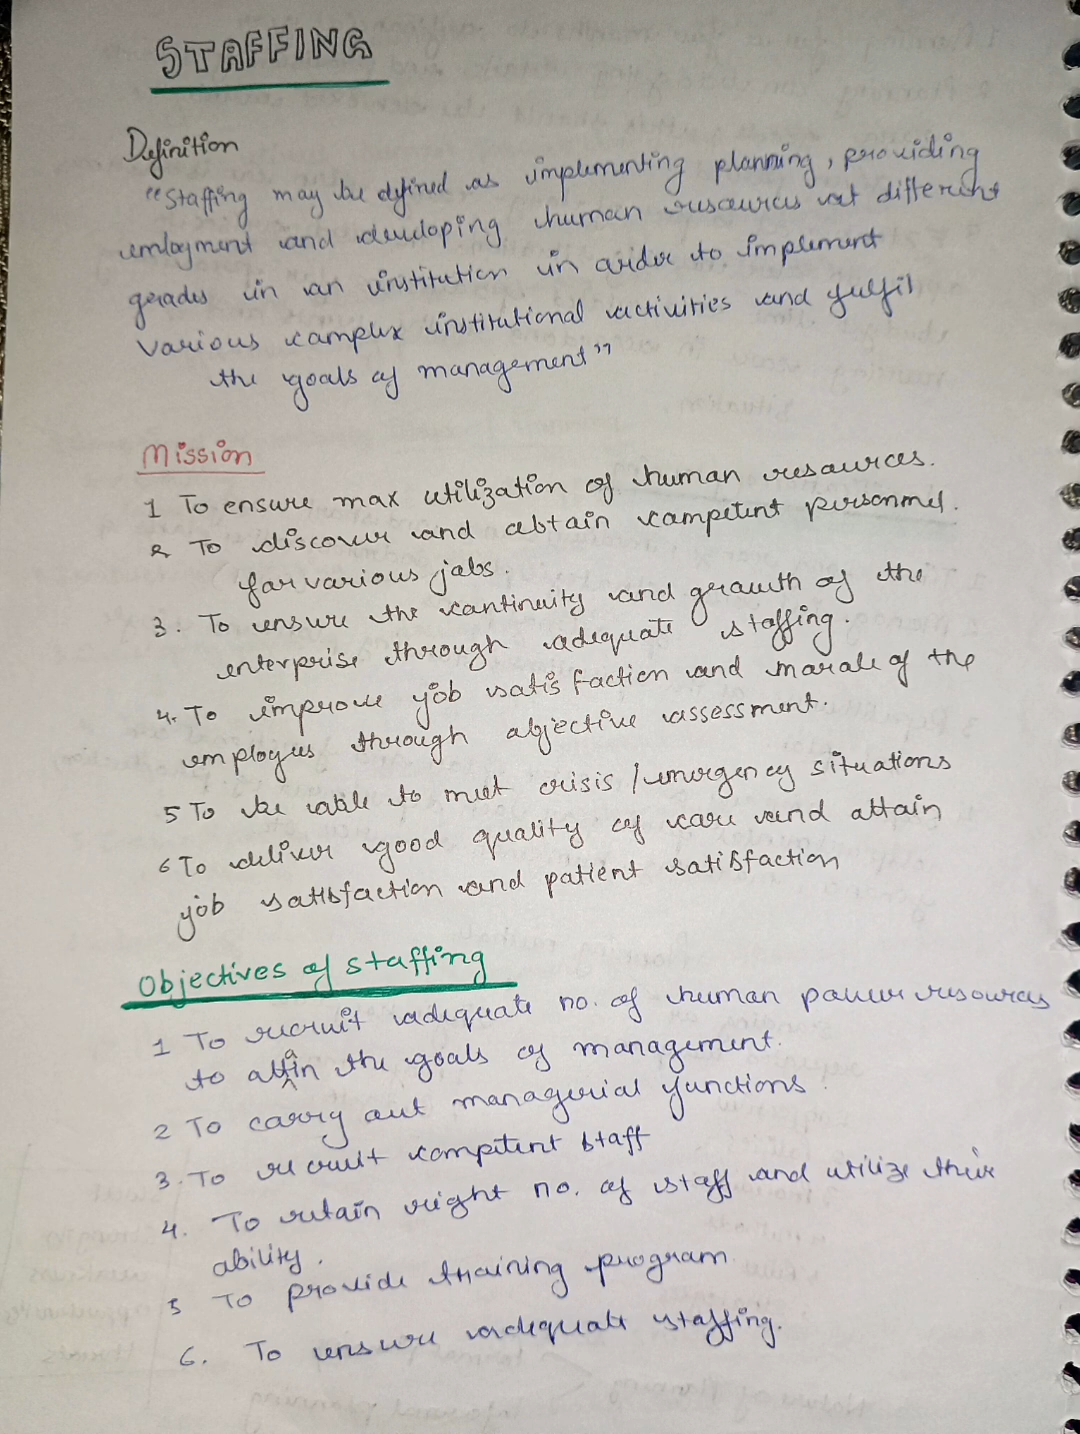 STAFFING
Definition
"Staffing may be defined as implementing planning, providing
emloyment and developing human resources at different
grades in an institution in order to implement
various complex institutional activities and fulfil
the goals of management"
Mission
1 To ensure max utilization of human resources.
2 To discover and obtain competent personnel.
for various jobs.
3. To ensure the continuity and growth of the
enterprise through adequate staffing.
4. To improve job satisfaction and morale of the
employees through objective assessment.
5 To be able to meet crisis / emergency situations
6 To deliver good quality of care and attain
job satisfaction and patient satisfaction
Objectives of staffing
1 To recruit adequate no. of human power resources
to attain the goals of management.
2 To carry out managerial functions.
3. To recruit competent staff
4. To retain right no. of staff and utilize their
ability.
5 To provide training program
6. To ensure adequate staffing.